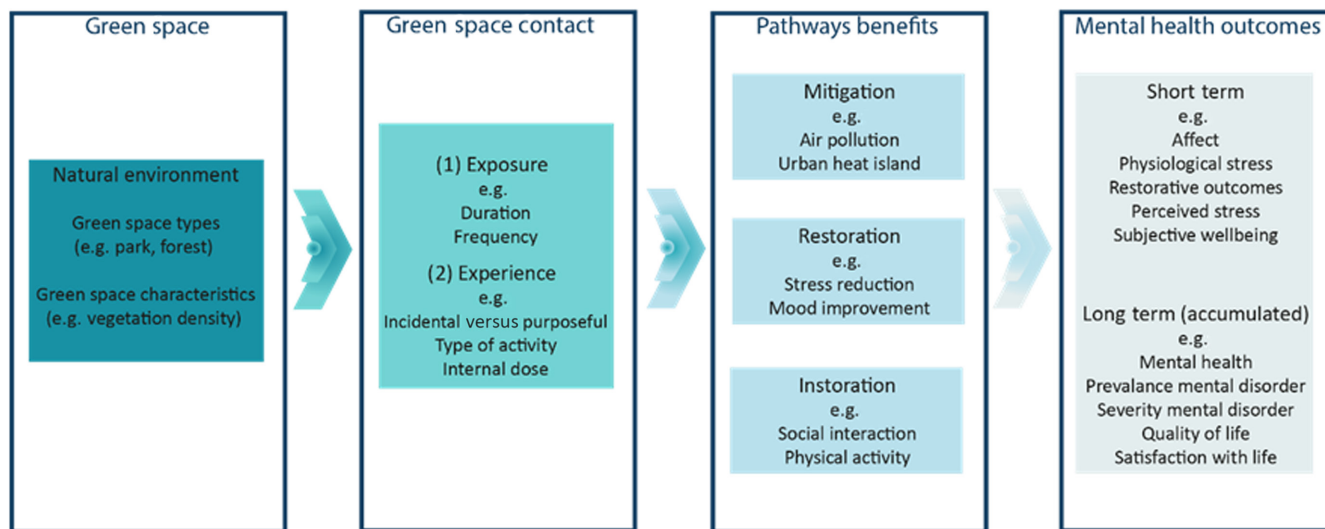 Green space
Natural environment
Green space types
(e.g. park, forest)
Green space characteristics
(e.g. vegetation density)
Green space contact
(1) Exposure
e.g.
Duration
Frequency
(2) Experience
e.g.
Incidental versus purposeful
Type of activity
Internal dose
Pathways benefits
Mitigation
e.g.
Air pollution
Urban heat island
Restoration
e.g.
Stress reduction
Mood improvement
Instoration
e.g.
Social interaction
Physical activity
Mental health outcomes
Short term
e.g.
Affect
Physiological stress
Restorative outcomes
Perceived stress
Subjective wellbeing
Long term (accumulated)
e.g.
Mental health
Prevalance mental disorder
Severity mental disorder
Quality of life
Satisfaction with life